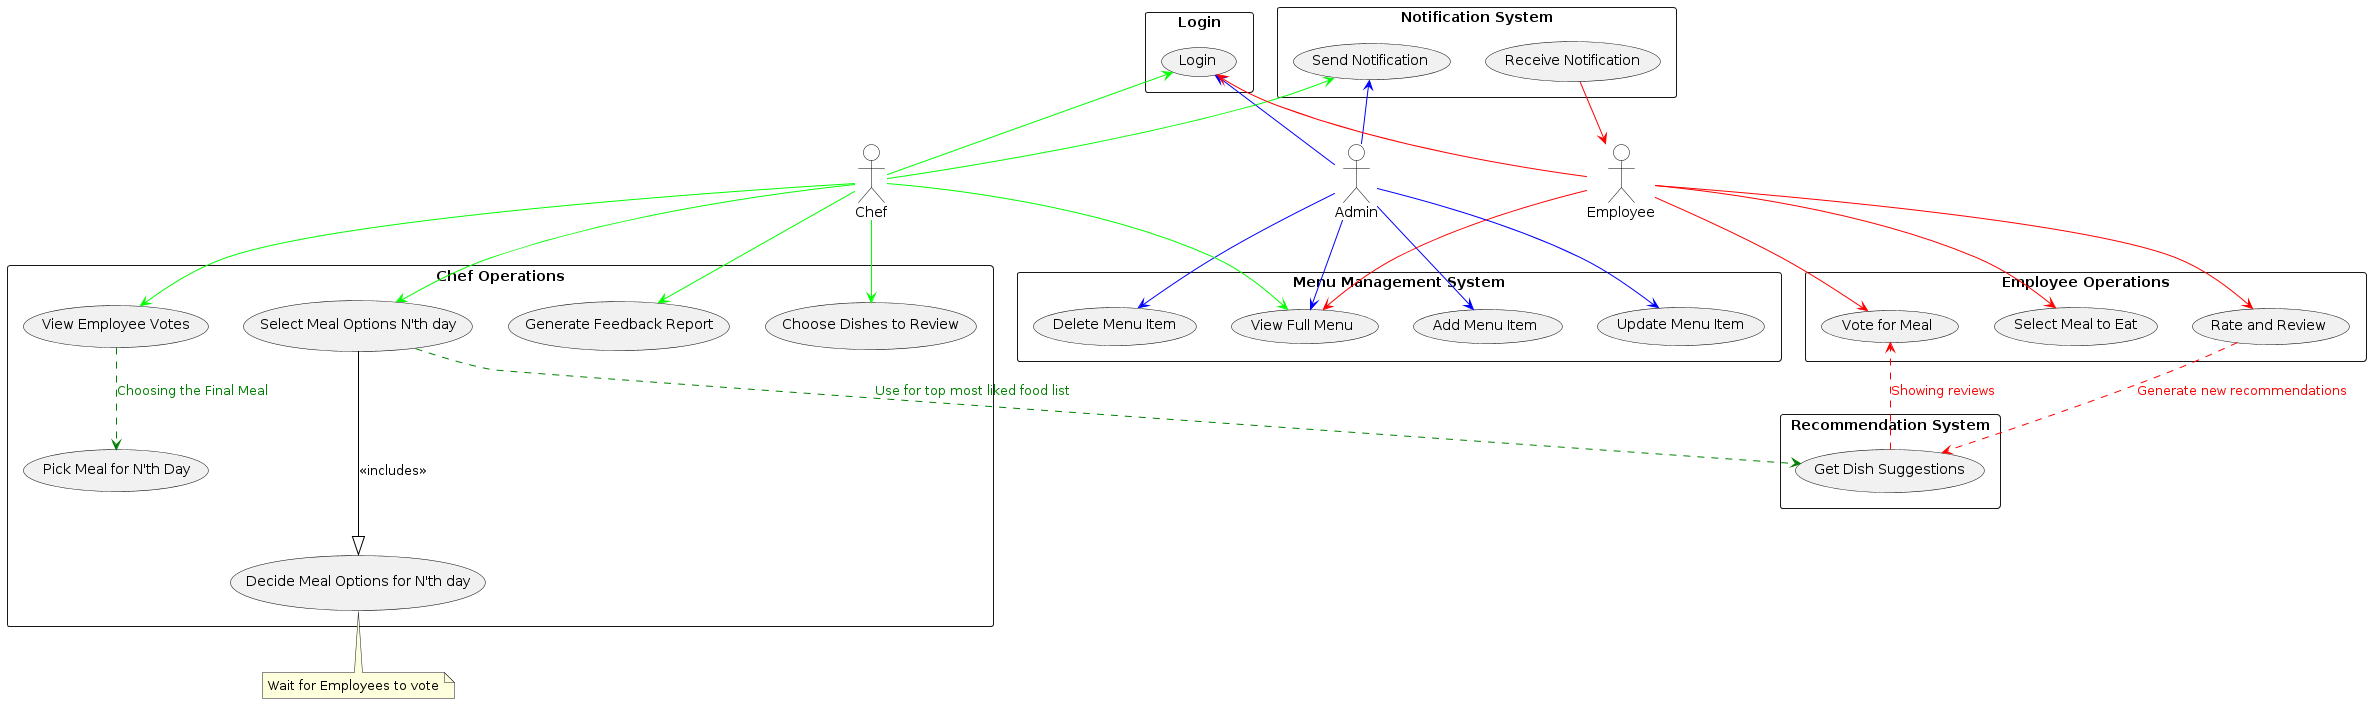 Login
Notification System
Login
Send Notification
Receive Notification
Chef
Admin
Employee
Chef Operations
Menu Management System
Employee Operations
View Employee Votes
Select Meal Options N'th day
Generate Feedback Report
Choose Dishes to Review
Delete Menu Item
View Full Menu
Add Menu Item
Update Menu Item
Vote for Meal
Select Meal to Eat
Rate and Review
Choosing the Final Meal
Use for top most liked food list
Showing reviews
Generate new recommendations
Recommendation System
Pick Meal for N'th Day
«includes»
Get Dish Suggestions
Decide Meal Options for N'th day
Wait for Employees to vote